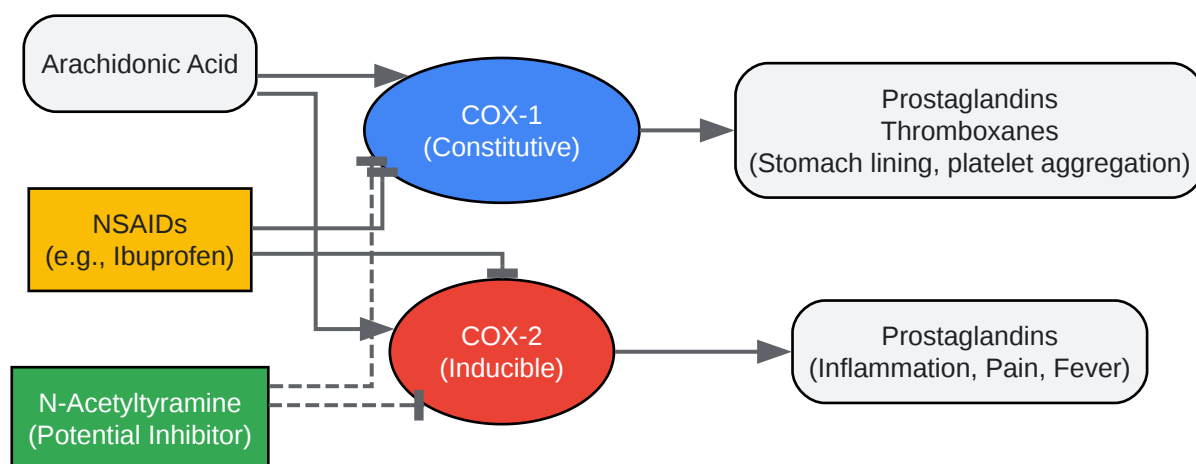 Arachidonic Acid
COX-1
(Constitutive)
Prostaglandins
Thromboxanes
(Stomach lining, platelet aggregation)
NSAIDs
(e.g., Ibuprofen)
COX-2
(Inducible)
Prostaglandins
(Inflammation, Pain, Fever)
N-Acetyltyramine
(Potential Inhibitor)